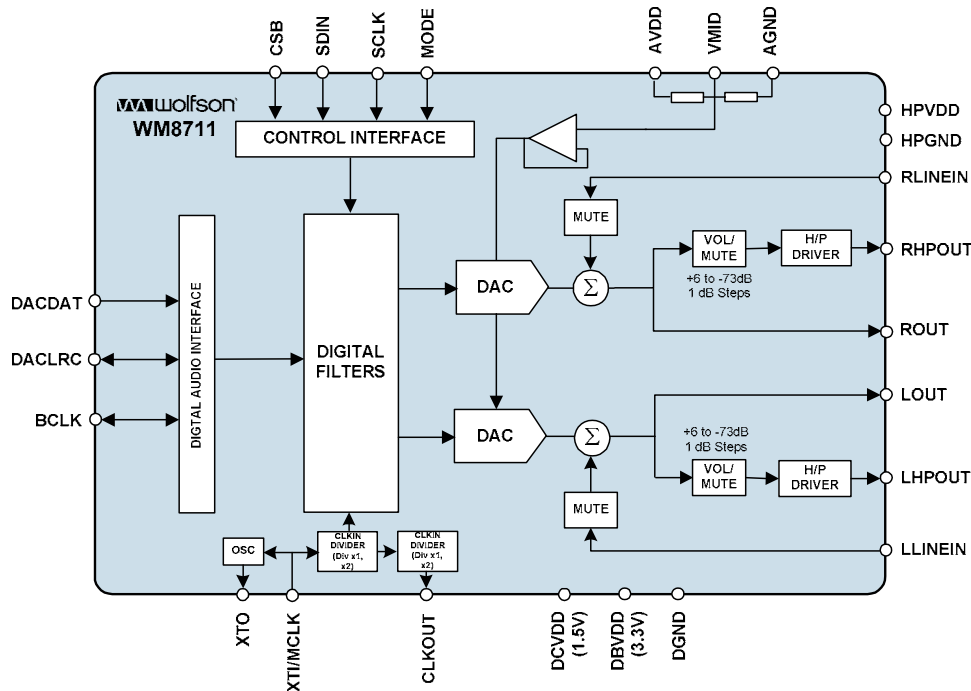 CSB
SDIN
SCLK
MODE
AVDD
VMID
AGND
wolfson
WM8711
CONTROL INTERFACE
HPVDD
HPGND
RLINEIN
MUTE
VOL/
MUTE
H/P
DRIVER
RHPOUT
+6 to -73dB
1 dB Steps
DAC
Σ
ROUT
DACDAT
DACLRC
BCLK
DIGTAL AUDIO INTERFACE
DIGITAL
FILTERS
LOUT
DAC
Σ
+6 to -73dB
1 dB Steps
VOL/
MUTE
H/P
DRIVER
LHPOUT
MUTE
LLINEIN
OSC
CLKIN
DIVIDER
(Div x1,
x2)
CLKIN
DIVIDER
(Div x1,
x2)
XTO
XTI/MCLK
CLKOUT
DCVDD
(1.5V)
DBVDD
(3.3V)
DGND